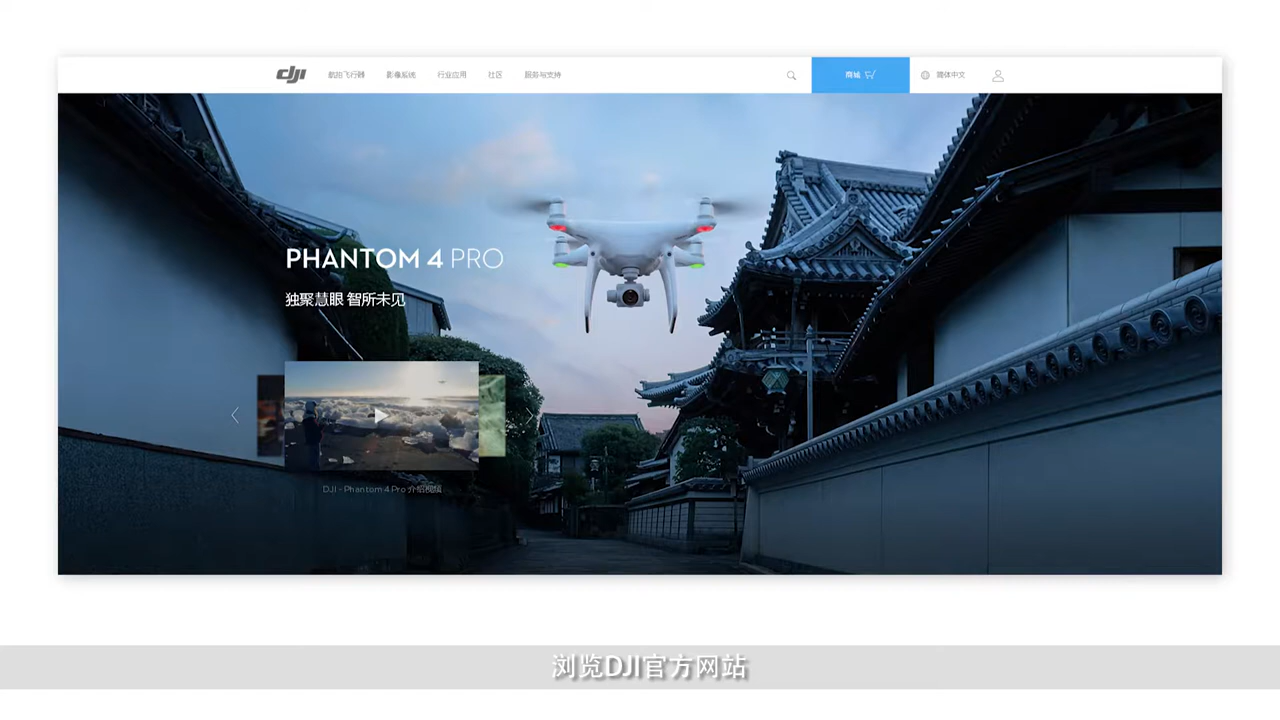 dji 航拍飞行器 影像系统 行业应用 社区 服务与支持 商城 简体中文
PHANTOM 4 PRO
独聚慧眼 智所未见
DJI - Phantom 4 Pro 介绍视频
浏览DJI官方网站